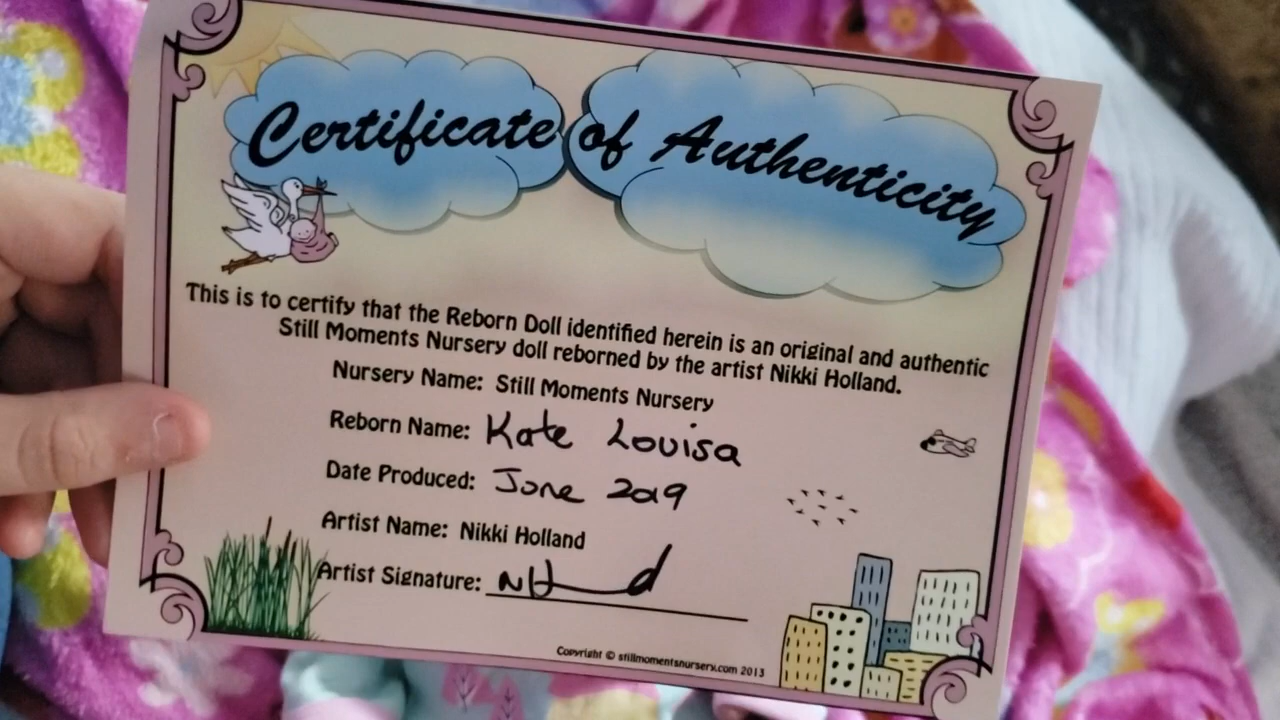 Certificate of Authenticity
This is to certify that the Reborn Doll identified herein is an original and authentic
Still Moments Nursery doll reborned by the artist Nikki Holland.
Nursery Name: Still Moments Nursery
Reborn Name: Kate Louisa
Date Produced: June 2019
Artist Name: Nikki Holland
Artist Signature: NHd
Copyright © stillmomentsnursery.com 2013